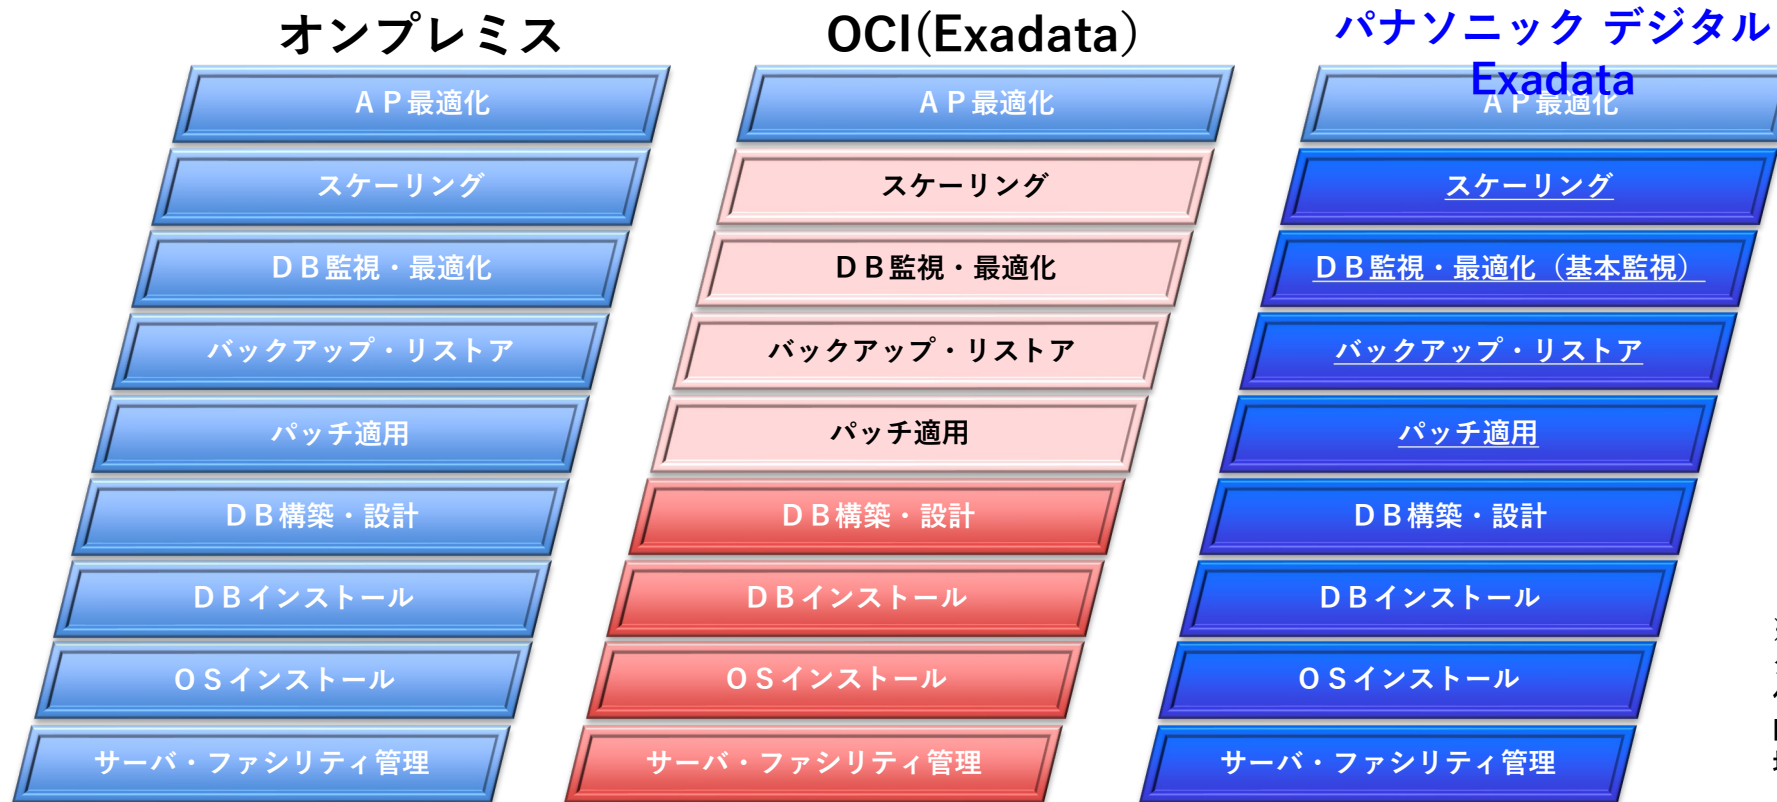 オンプレミス
ＡＰ最適化
スケーリング
ＤＢ監視・最適化
バックアップ・リストア
パッチ適用
ＤＢ構築・設計
ＤＢインストール
ＯＳインストール
サーバ・ファシリティ管理
OCI(Exadata)
ＡＰ最適化
スケーリング
ＤＢ監視・最適化
バックアップ・リストア
パッチ適用
ＤＢ構築・設計
ＤＢインストール
ＯＳインストール
サーバ・ファシリティ管理
パナソニック デジタル
Exadata
ＡＰ最適化
スケーリング
ＤＢ監視・最適化（基本監視）
バックアップ・リストア
パッチ適用
ＤＢ構築・設計
ＤＢインストール
ＯＳインストール
サーバ・ファシリティ管理